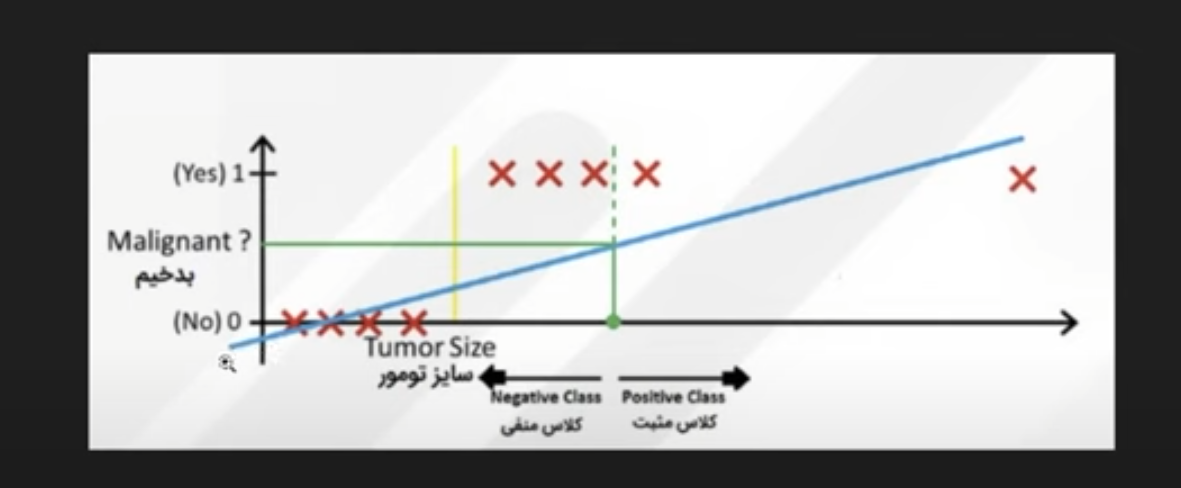 (Yes) 1
Malignant ?
بدخیم
(No) 0
Tumor Size
سایز تومور
Negative Class
Positive Class
کلاس منفی
کلاس مثبت